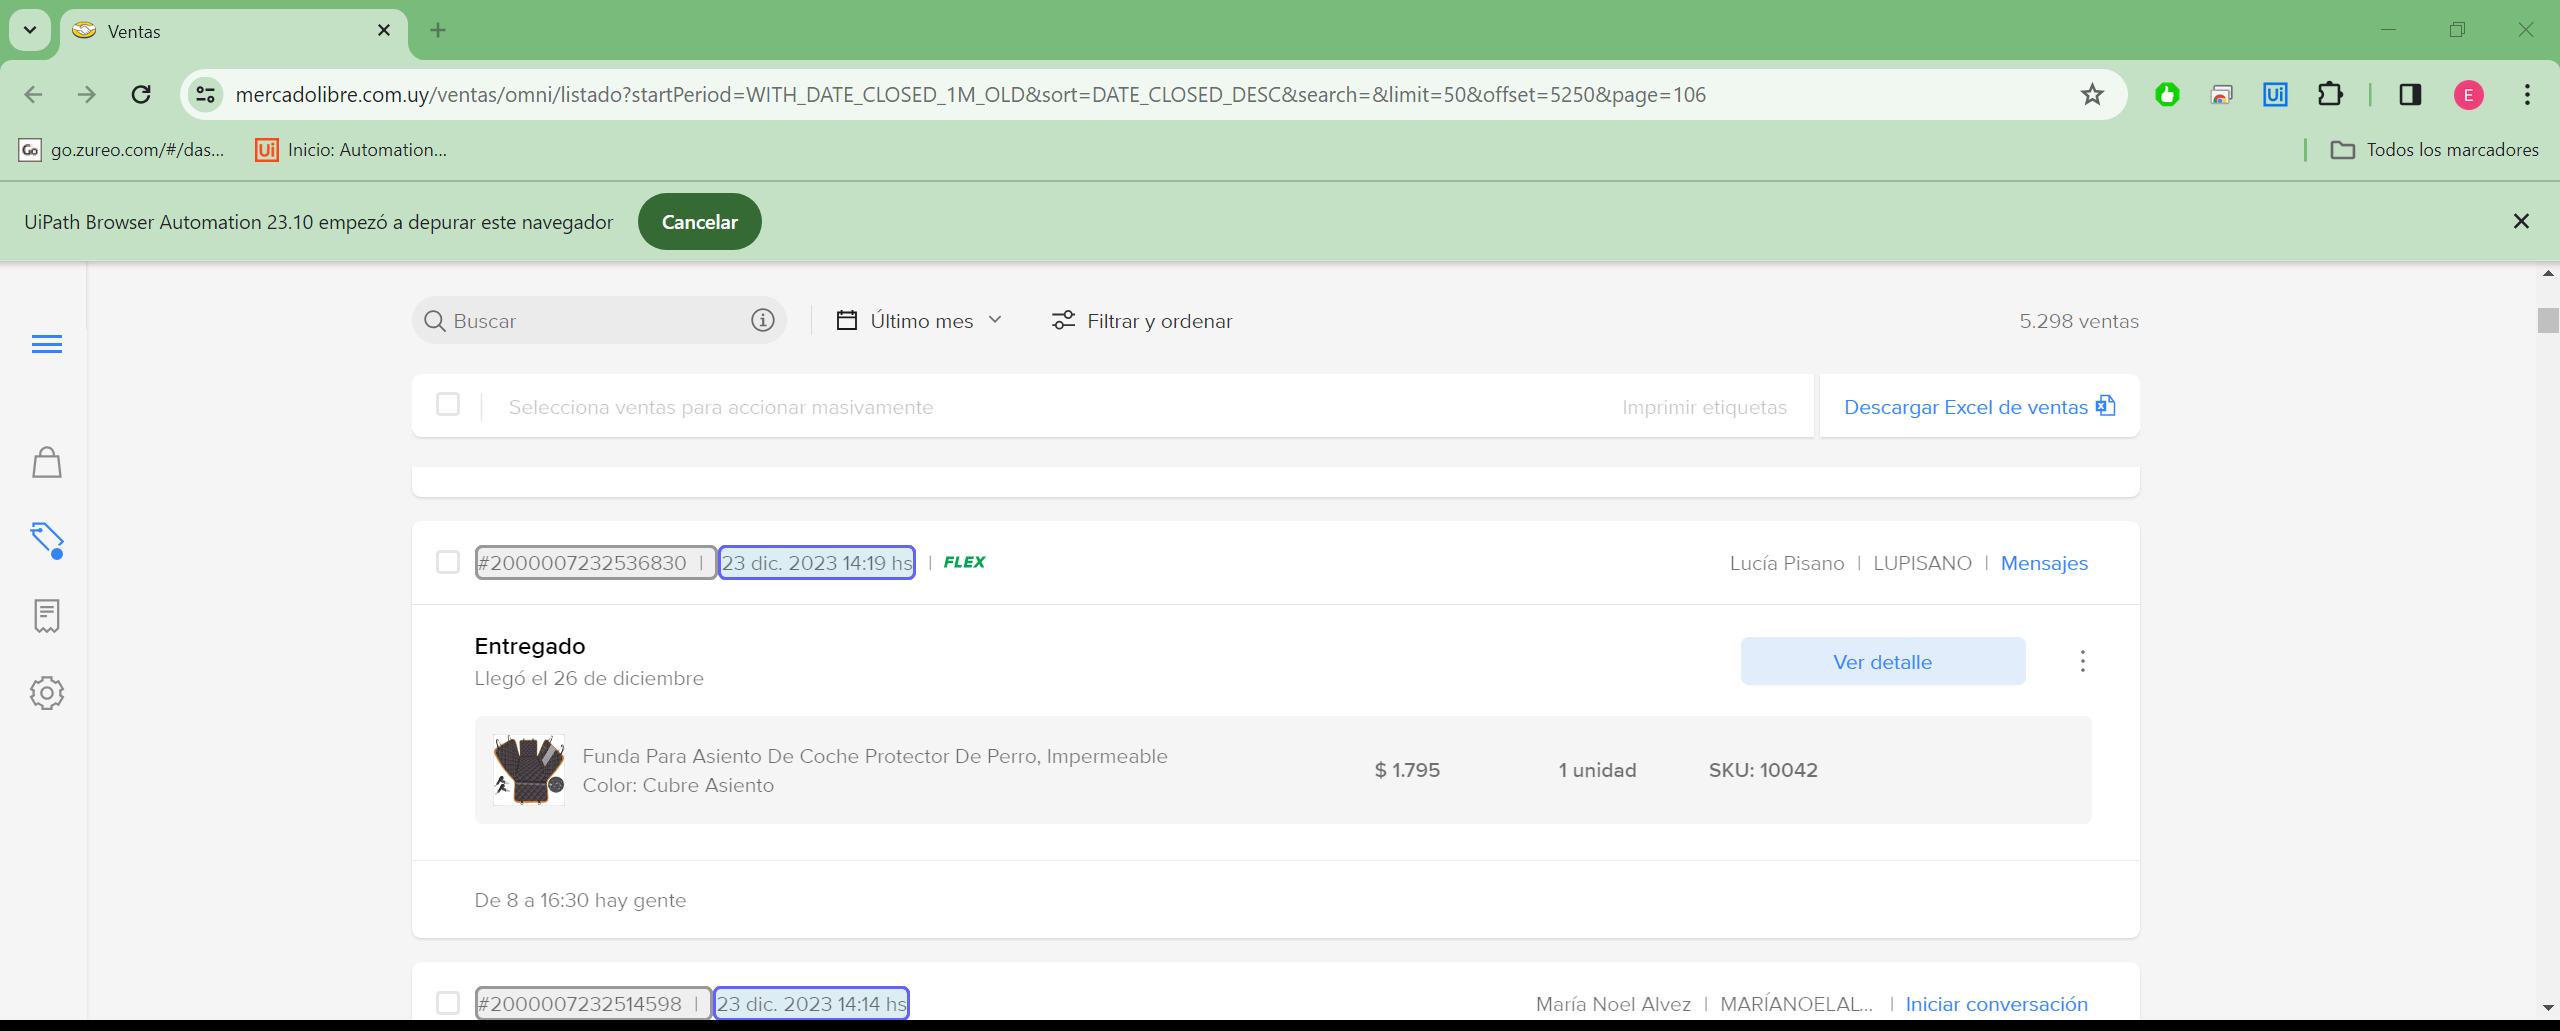 Ventas
mercadolibre.com.uy/ventas/omni/listado?startPeriod=WITH_DATE_CLOSED_1M_OLD&sort=DATE_CLOSED_DESC&search=&limit=50&offset=5250&page=106
Ui
E
Go go.zureo.com/#/das... Ui Inicio: Automation... Todos los marcadores
UiPath Browser Automation 23.10 empezó a depurar este navegador Cancelar
Buscar Último mes Filtrar y ordenar 5.298 ventas
Selecciona ventas para accionar masivamente Imprimir etiquetas Descargar Excel de ventas
#2000007232536830 | 23 dic. 2023 14:19 hs | FLEX Lucía Pisano | LUPISANO | Mensajes
Entregado
Llegó el 26 de diciembre
Ver detalle
Funda Para Asiento De Coche Protector De Perro, Impermeable
Color: Cubre Asiento
$ 1.795 1 unidad SKU: 10042
De 8 a 16:30 hay gente
#2000007232514598 | 23 dic. 2023 14:14 hs María Noel Alvez | MARÍANOELAL... | Iniciar conversación